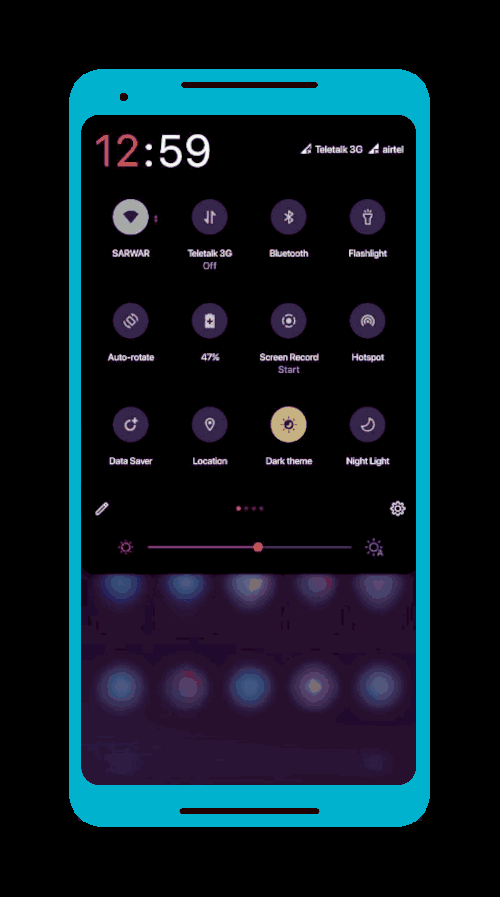 12:59
Teletalk 3G airtel
SARWAR Teletalk 3G Bluetooth Flashlight
Off
Auto-rotate 47% Screen Record Hotspot
Start
Data Saver Location Dark theme Night Light
A